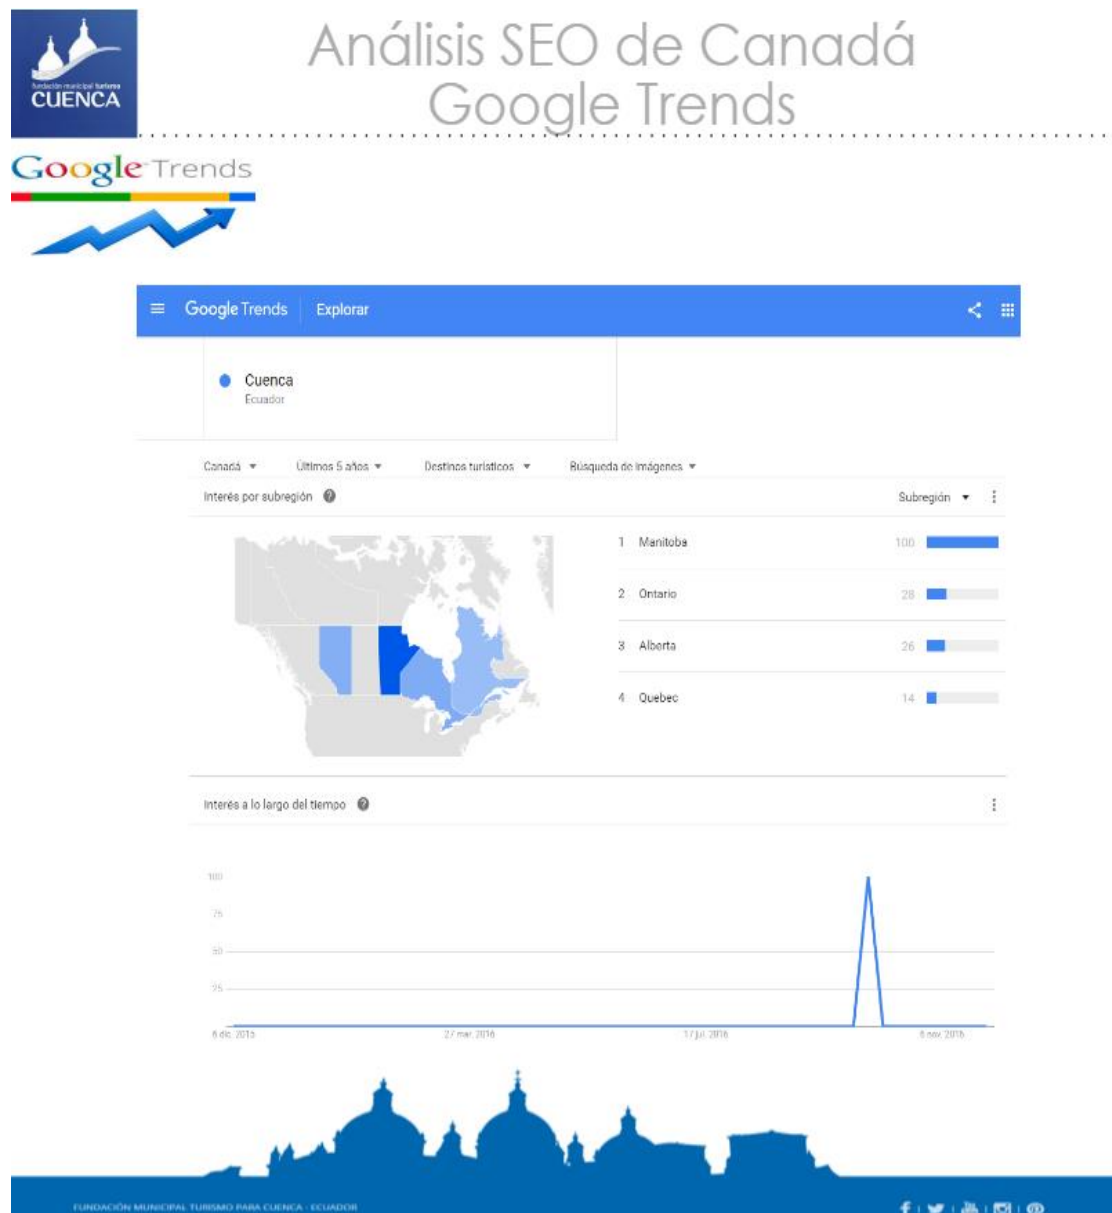 Análisis SEO de Canadá
Google Trends
fundación municipal turismo
CUENCA
Google Trends
Google Trends Explorar
Cuenca
Ecuador
Canadá Últimos 5 años Destinos turísticos Búsqueda de imágenes
Interés por subregión Subregión
1 Manitoba 100
2 Ontario 28
3 Alberta 26
4 Quebec 14
Interés a lo largo del tiempo
100
75
50
25
6 dic. 2015 27 mar. 2016 17 jul. 2016 6 nov. 2016
FUNDACIÓN MUNICIPAL TURISMO PARA CUENCA - ECUADOR